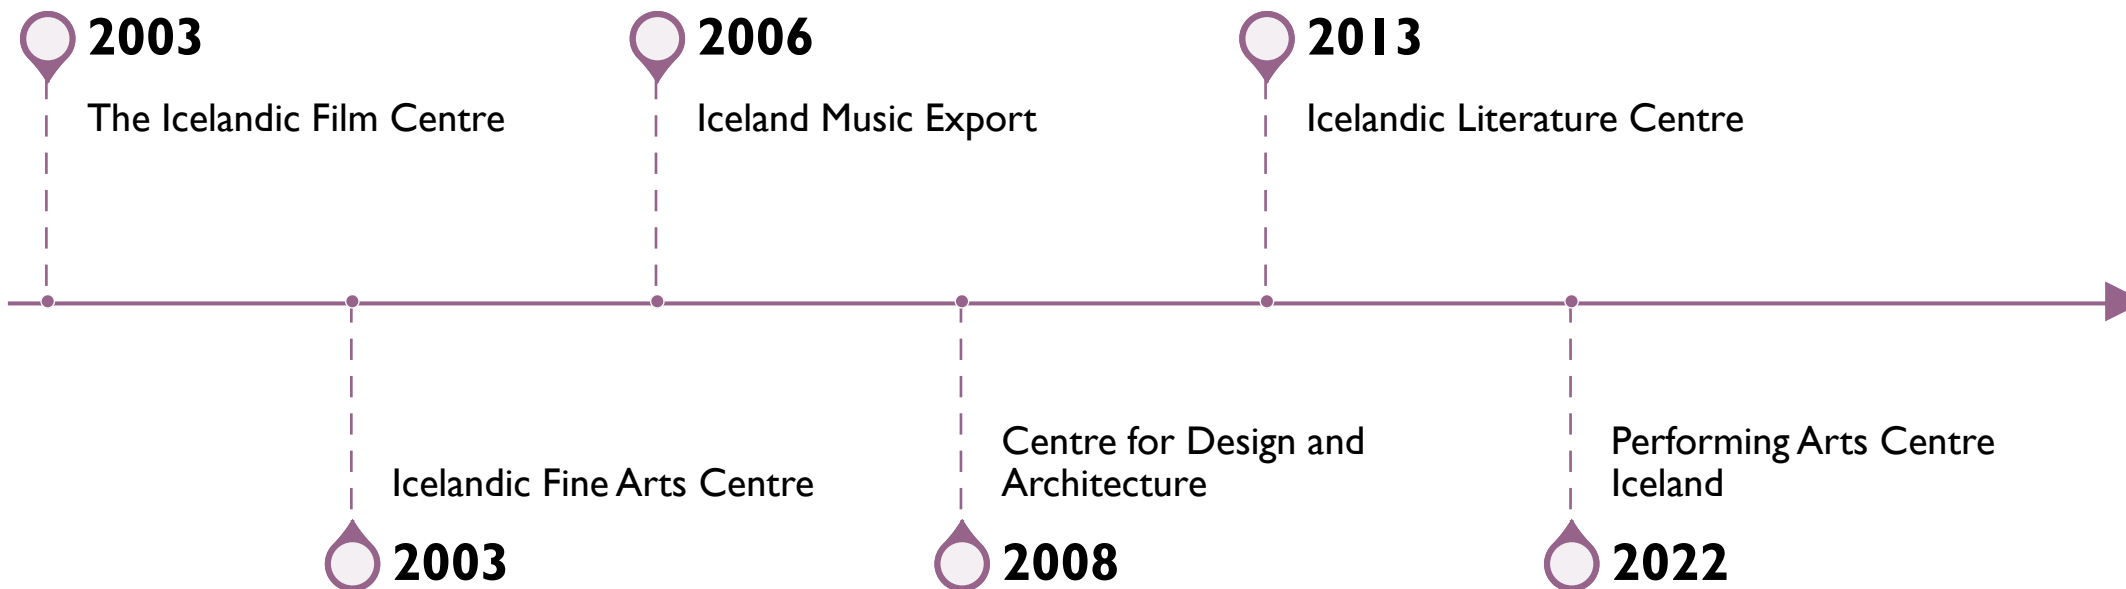 2003
The Icelandic Film Centre
2006
Iceland Music Export
2013
Icelandic Literature Centre
Icelandic Fine Arts Centre
2003
Centre for Design and
Architecture
2008
Performing Arts Centre
Iceland
2022